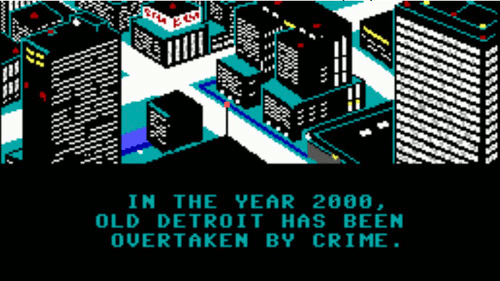 IN THE YEAR 2000,
OLD DETROIT HAS BEEN
OVERTAKEN BY CRIME.